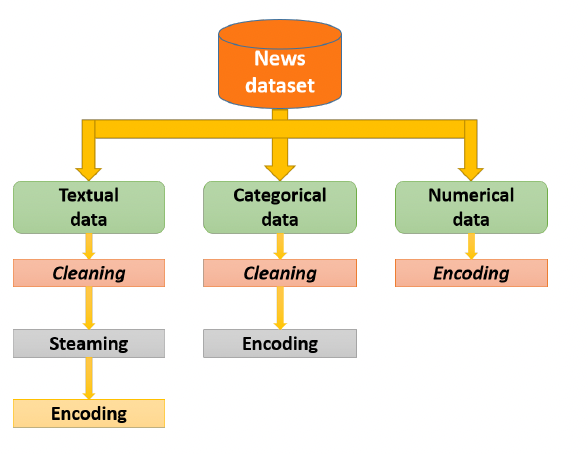 News
dataset
Textual
data
Categorical
data
Numerical
data
Cleaning
Cleaning
Encoding
Steaming
Encoding
Encoding